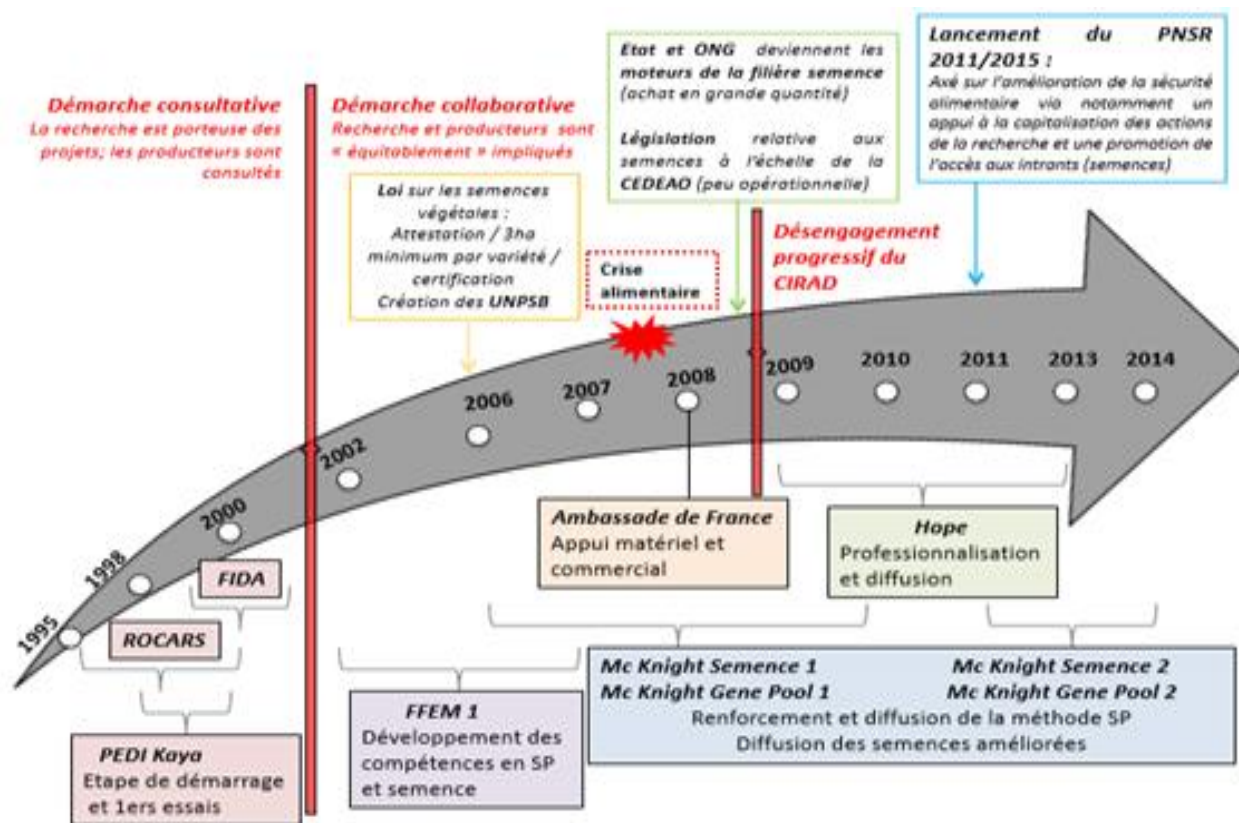 Démarche consultative
La recherche est porteuse des
projets; les producteurs sont
consultés
Démarche collaborative
Recherche et producteurs sont
« équitablement » impliqués
Loi sur les semences
végétales :
Attestation / 3ha
minimum par variété /
certification
Création des UNPSB
Crise
alimentaire
Etat et ONG deviennent les
moteurs de la filière semence
(achat en grande quantité)
Législation relative aux
semences à l'échelle de la
CEDEAO (peu opérationnelle)
Désengagement
progressif du
CIRAD
Lancement du PNSR
2011/2015 :
Axé sur l'amélioration de la sécurité
alimentaire via notamment un
appui à la capitalisation des actions
de la recherche et une promotion de
l'accès aux intrants (semences)
1995
1998
2000
2002
2006
2007
2008
2009
2010
2011
2013
2014
FIDA
ROCARS
PEDI Kaya
Etape de démarrage
et 1ers essais
FFEM 1
Développement des
compétences en SP
et semence
Ambassade de France
Appui matériel et
commercial
Hope
Professionnalisation
et diffusion
Mc Knight Semence 1 Mc Knight Semence 2
Mc Knight Gene Pool 1 Mc Knight Gene Pool 2
Renforcement et diffusion de la méthode SP
Diffusion des semences améliorées